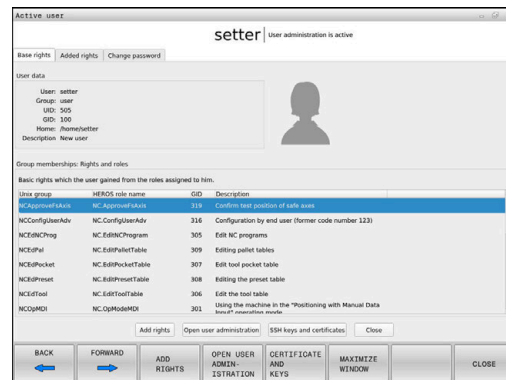 Active user
setter User administration is active
Base rights Added rights Change password
User data
User: setter
Group: user
UID: 505
GID: 100
Home: /home/setter
Description New user
Group memberships: Rights and roles
Basic rights which the user gained from the roles assigned to him.
Unix group HEROS role name GID Description
NCApproveFsAxis NC.ApproveFsAxis 319 Confirm test position of safe axes
NCConfigUserAdv NC.ConfigUserAdv 316 Configuration by end user (former code number 123)
NCEdNCProg NC.EditNCProgram 305 Edit NC programs
NCEdPal NC.EditPalletTable 309 Editing pallet tables
NCEdPocket NC.EditPocketTable 307 Edit tool pocket table
NCEdPreset NC.EditPresetTable 308 Editing the preset table
NCEdTool NC.EditToolTable 306 Edit the tool table
NCOpMDI NC.OpModeMDI 301 Using the machine in the "Positioning with Manual Data
Input" operating mode
Add rights Open user administration SSH keys and certificates Close
BACK FORWARD ADD RIGHTS OPEN USER ADMIN- ISTRATION CERTIFICATE AND KEYS MAXIMIZE WINDOW CLOSE